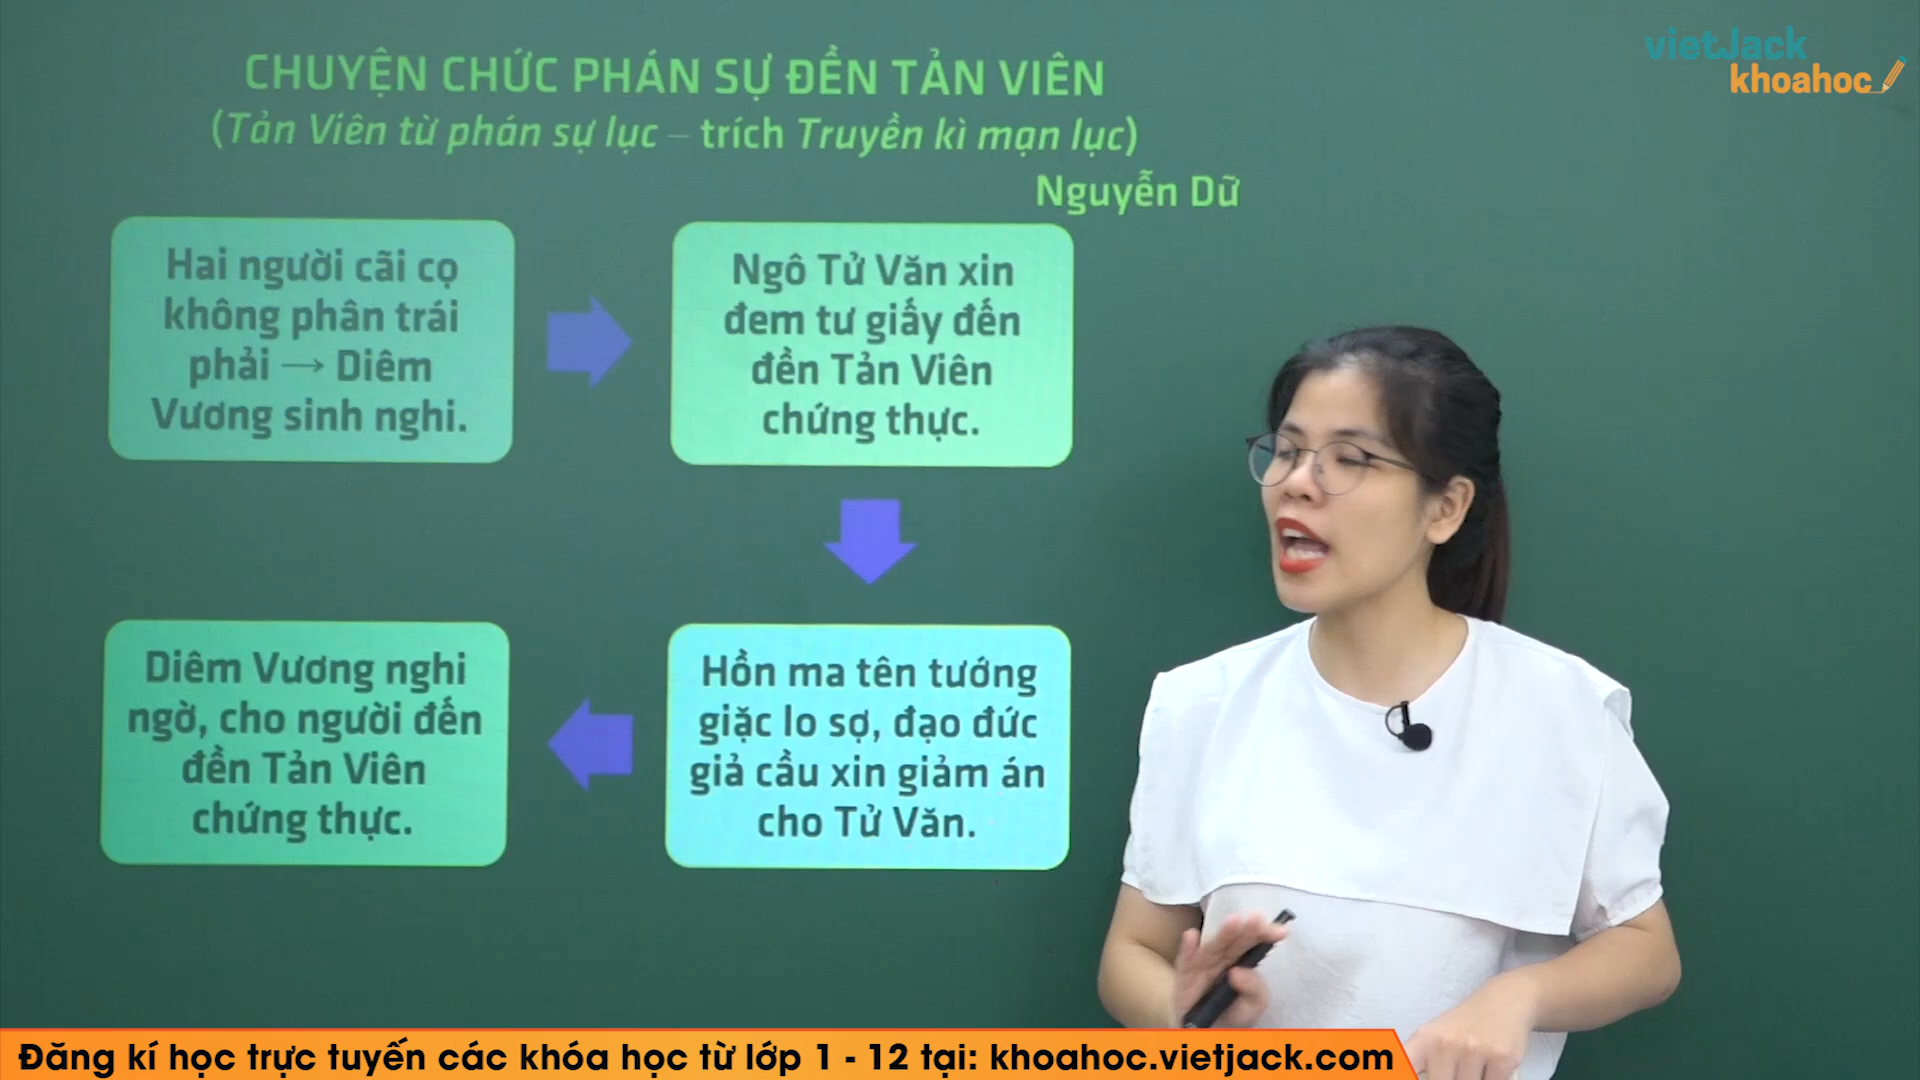 CHUYỆN CHỨC PHÁN SỰ ĐỀN TẢN VIÊN
(Tản Viên từ phán sự lục – trích Truyền kì mạn lục)
Nguyễn Dữ
vietJack
khoahoc
Hai người cãi cọ
không phân trái
phải → Diêm
Vương sinh nghi.
Ngô Tử Văn xin
đem tư giấy đến
đền Tản Viên
chứng thực.
Hồn ma tên tướng
giặc lo sợ, đạo đức
giả cầu xin giảm án
cho Tử Văn.
Diêm Vương nghi
ngờ, cho người đến
đền Tản Viên
chứng thực.
Đăng kí học trực tuyến các khóa học từ lớp 1 - 12 tại: khoahoc.vietjack.com